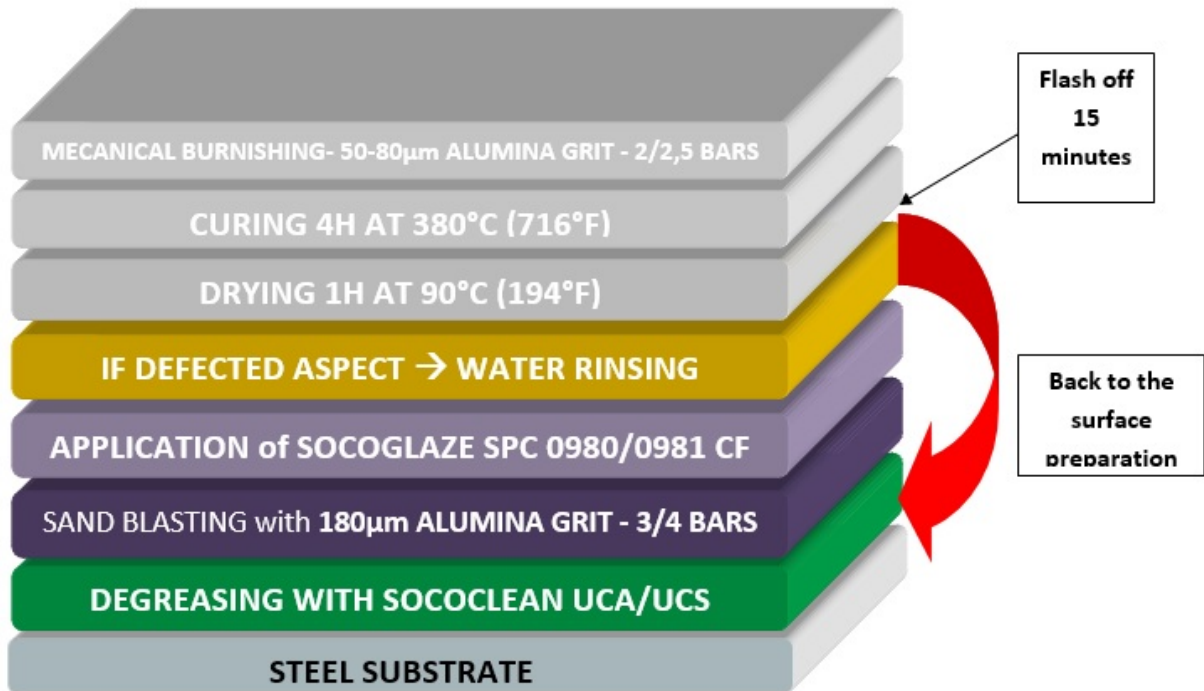 Flash off
15
minutes
MECANICAL BURNISHING- 50-80µm ALUMINA GRIT - 2/2,5 BARS
CURING 4H AT 380°C (716°F)
DRYING 1H AT 90°C (194°F)
IF DEFECTED ASPECT → WATER RINSING
APPLICATION of SOCOGLAZE SPC 0980/0981 CF
Back to the
surface
preparation
SAND BLASTING with 180µm ALUMINA GRIT - 3/4 BARS
DEGREASING WITH SOCOCLEAN UCA/UCS
STEEL SUBSTRATE